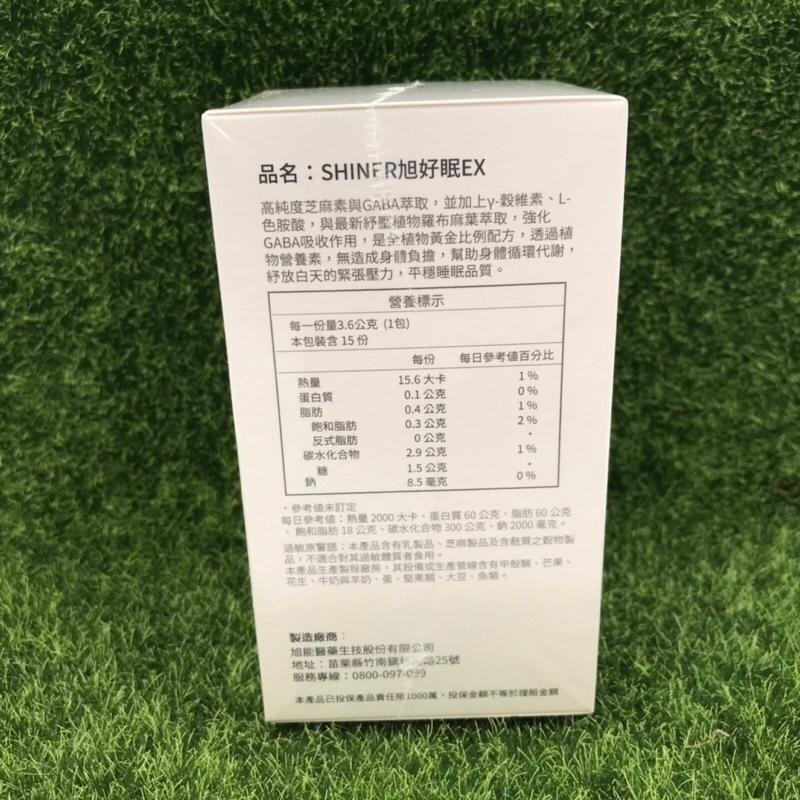 品名：SHINER旭好眠EX
高純度芝麻素與GABA萃取，並加上γ-穀維素、L-
色胺酸，與最新紓壓植物羅布麻葉萃取，強化
GABA吸收作用，是全植物黃金比例配方，透過植
物營養素，無造成身體負擔，幫助身體循環代謝，
紓放白天的緊張壓力，平穩睡眠品質。
營養標示
每一份量3.6公克 (1包)
本包裝含 15 份
每份 每日參考值百分比
熱量 15.6 大卡 1%
蛋白質 0.1 公克 0%
脂肪 0.4 公克 1%
飽和脂肪 0.3 公克 2%
反式脂肪 0 公克 *
碳水化合物 2.9 公克 1%
糖 1.5 公克 *
鈉 8.5 毫克 0%
*參考值未訂定
每日參考值：熱量 2000 大卡、蛋白質 60 公克、脂肪 60 公克
、飽和脂肪 18 公克、碳水化合物 300 公克、鈉 2000 毫克。
過敏原警語：本產品含有乳製品、芝麻製品及含麩質之穀物製
品，不適合對其過敏體質者食用。
本產品生產製程廠房，其設備或生產管線含有甲殼類、芒果、
花生、牛奶與羊奶、蛋、堅果類、大豆、魚類。
製造廠商：
旭能醫藥生技股份有限公司
地址：苗栗縣竹南鎮 路25號
服務專線：0800-097-099
本產品已投保產品責任險1000萬，投保金額不等於理賠金額